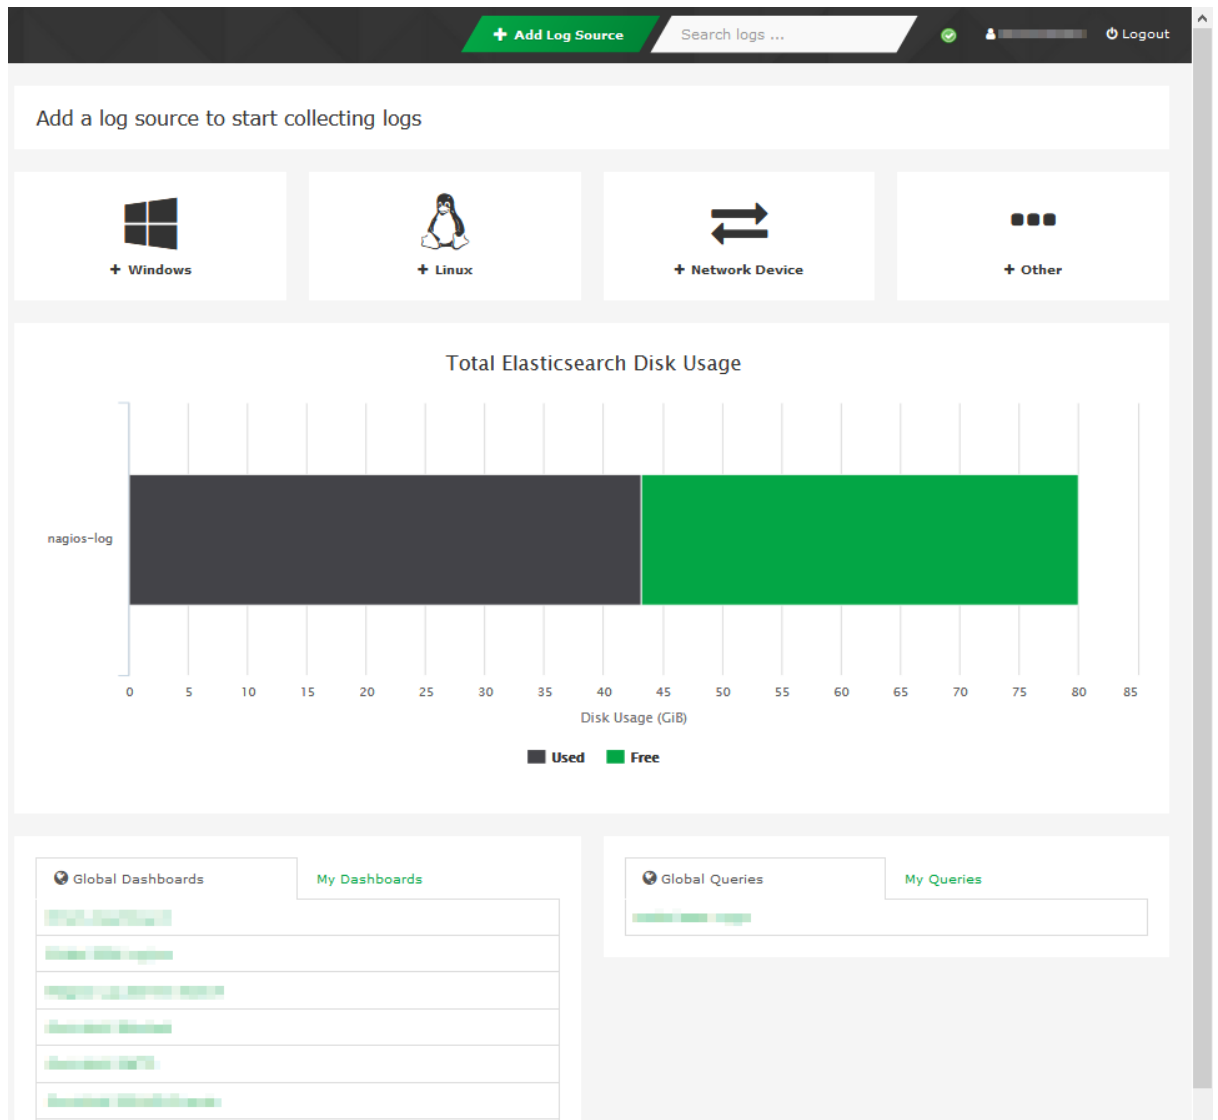 + Add Log Source Search logs ... Logout
Add a log source to start collecting logs
+ Windows + Linux + Network Device + Other
Total Elasticsearch Disk Usage
nagios-log
0 5 10 15 20 25 30 35 40 45 50 55 60 65 70 75 80 85
Disk Usage (GiB)
Used Free
Global Dashboards My Dashboards Global Queries My Queries